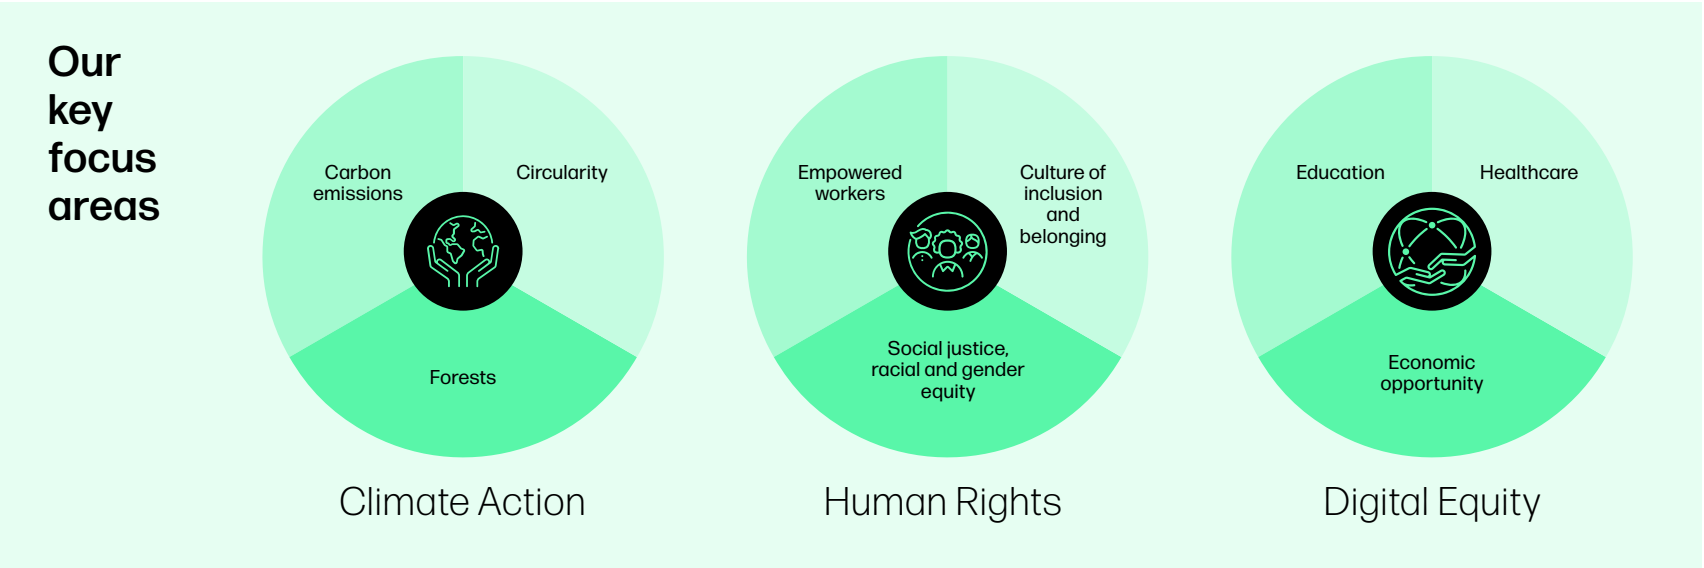 Our
key
focus
areas
Carbon
emissions
Circularity
Forests
Climate Action
Empowered
workers
Culture of
inclusion
and
belonging
Social justice,
racial and gender
equity
Human Rights
Education
Healthcare
Economic
opportunity
Digital Equity